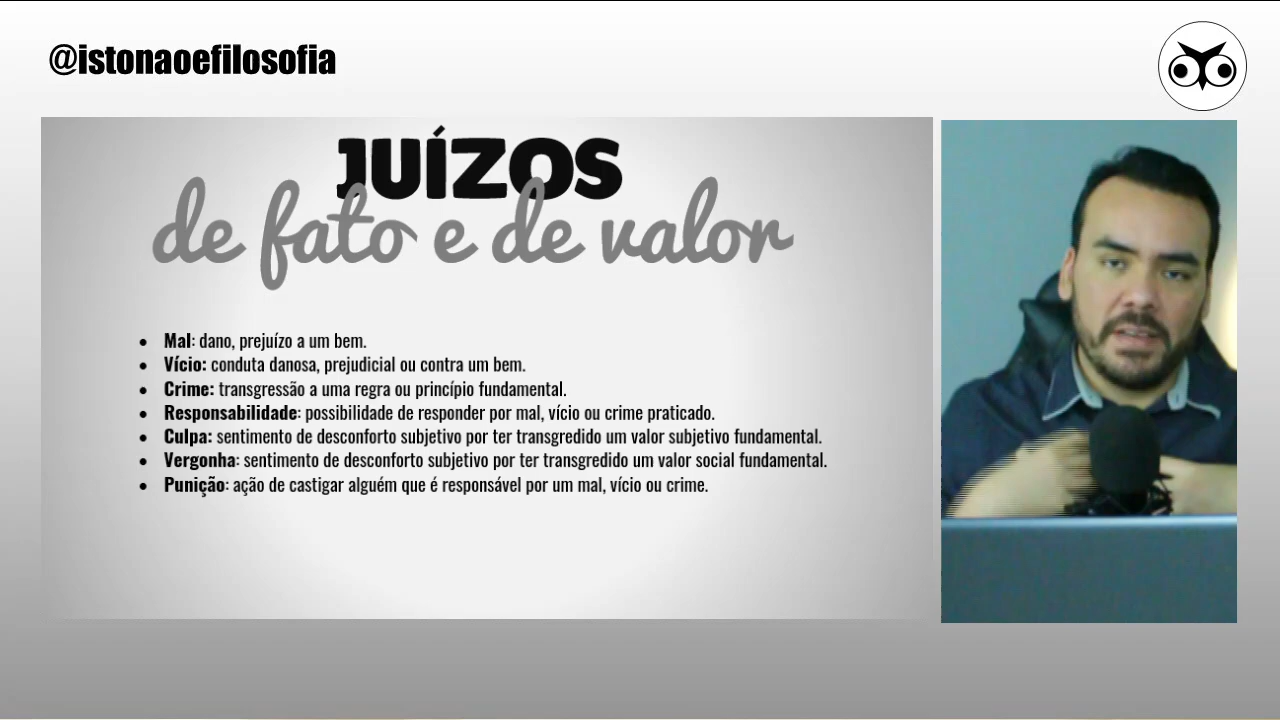 @istonaoefilosofia
JUÍZOS
de fato e de valor
• Mal: dano, prejuízo a um bem.
• Vício: conduta danosa, prejudicial ou contra um bem.
• Crime: transgressão a uma regra ou princípio fundamental.
• Responsabilidade: possibilidade de responder por mal, vício ou crime praticado.
• Culpa: sentimento de desconforto subjetivo por ter transgredido um valor subjetivo fundamental.
• Vergonha: sentimento de desconforto subjetivo por ter transgredido um valor social fundamental.
• Punição: ação de castigar alguém que é responsável por um mal, vício ou crime.